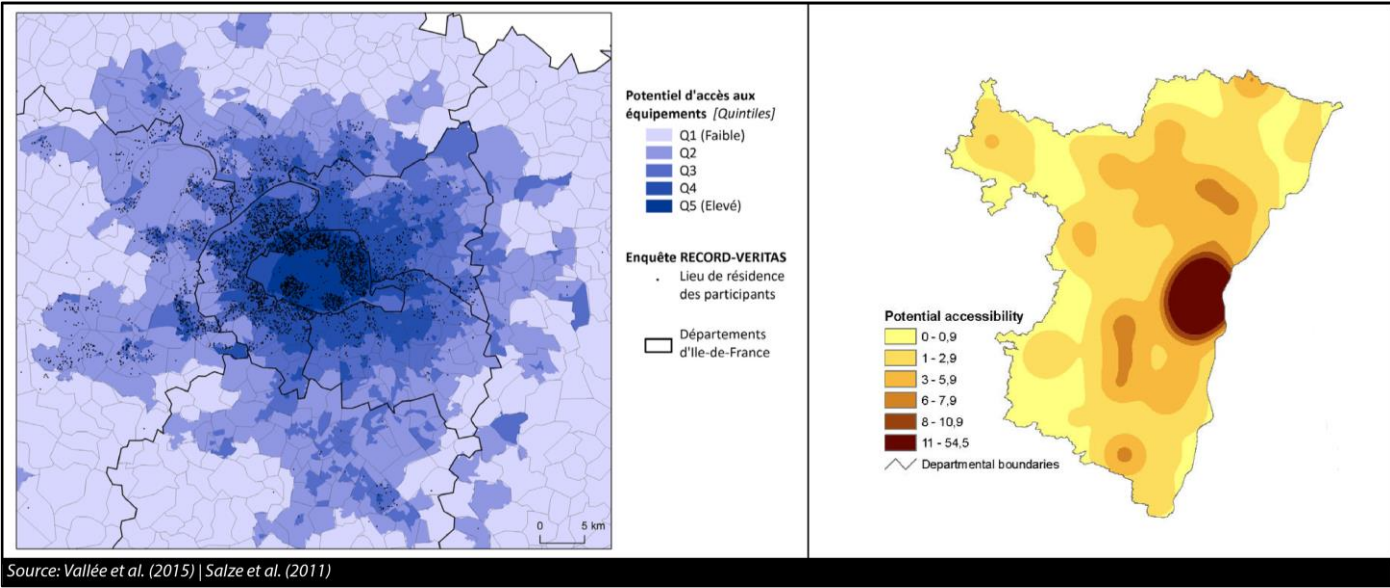 Potentiel d'accès aux
équipements [Quintiles]
Q1 (Faible)
Q2
Q3
Q4
Q5 (Elevé)
Enquête RECORD-VERITAS
Lieu de résidence
des participants
Départements
d'Ile-de-France
0 5 km
Potential accessibility
0 - 0,9
1 - 2,9
3 - 5,9
6 - 7,9
8 - 10,9
11 - 54,5
Departmental boundaries
Source: Vallée et al. (2015) | Salze et al. (2011)